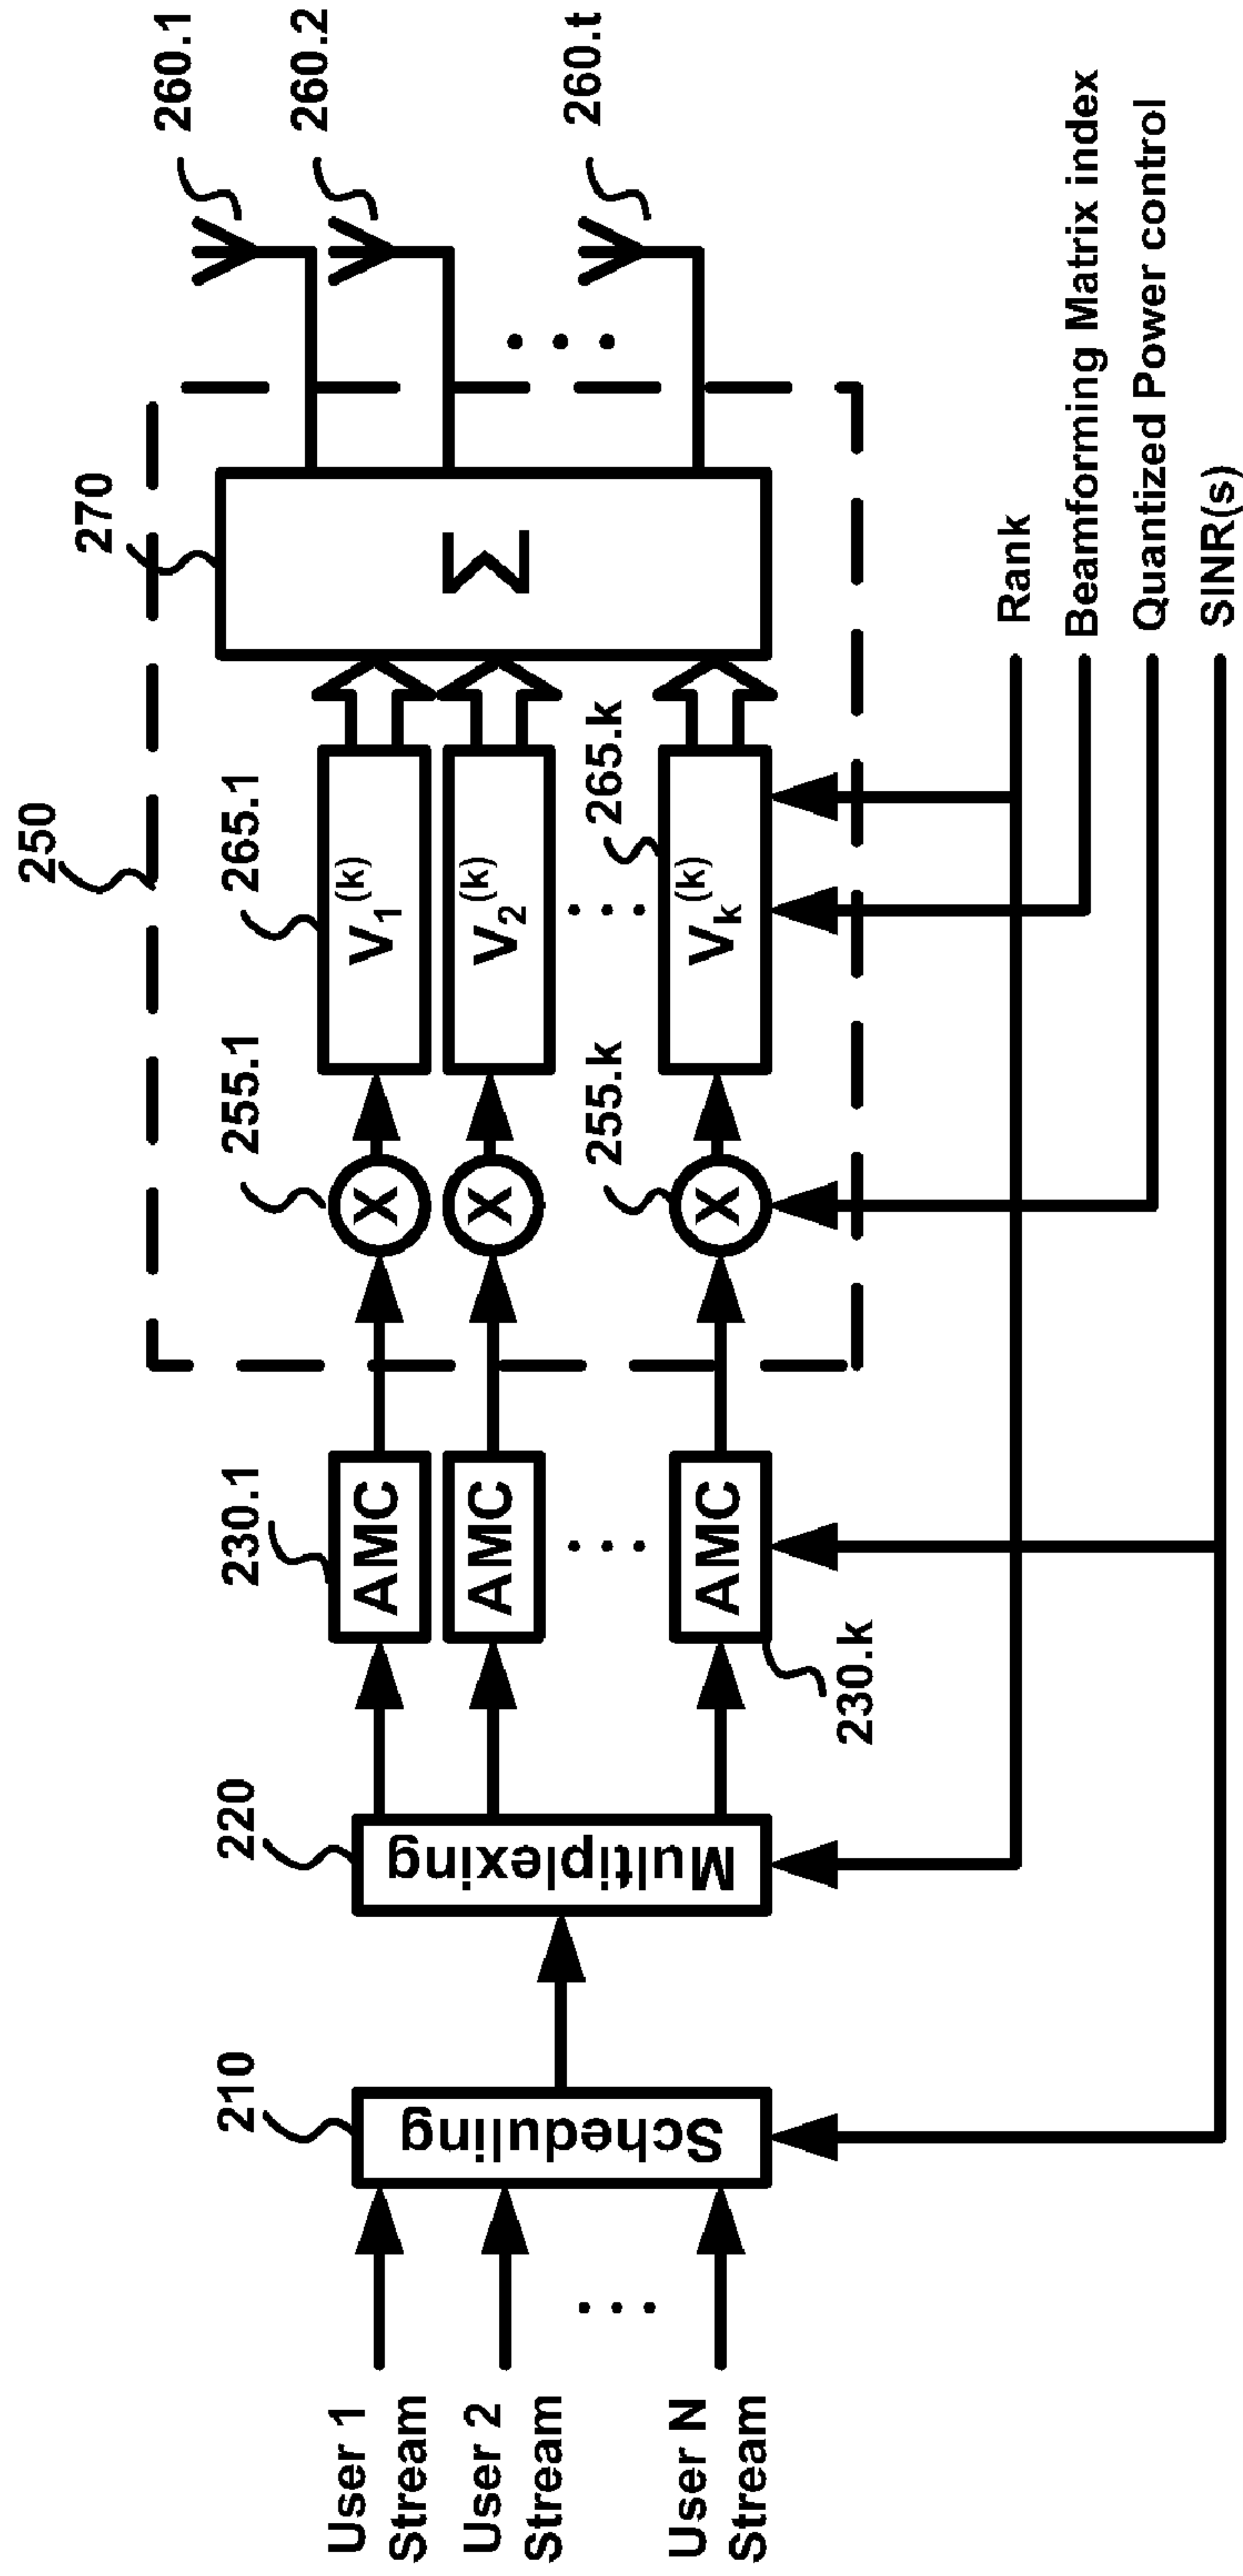 250
270
260.1
260.2
260.t
210
220
230.1
255.1
265.1
User 1
Stream
User 2
Stream
User N
Stream
Scheduling
Multiplexing
AMC
AMC
AMC
X
X
X
V1(k)
V2(k)
Vk(k)
Σ
...
...
...
...
...
255.k
265.k
230.k
Rank
Beamforming Matrix index
Quantized Power control
SINR(s)